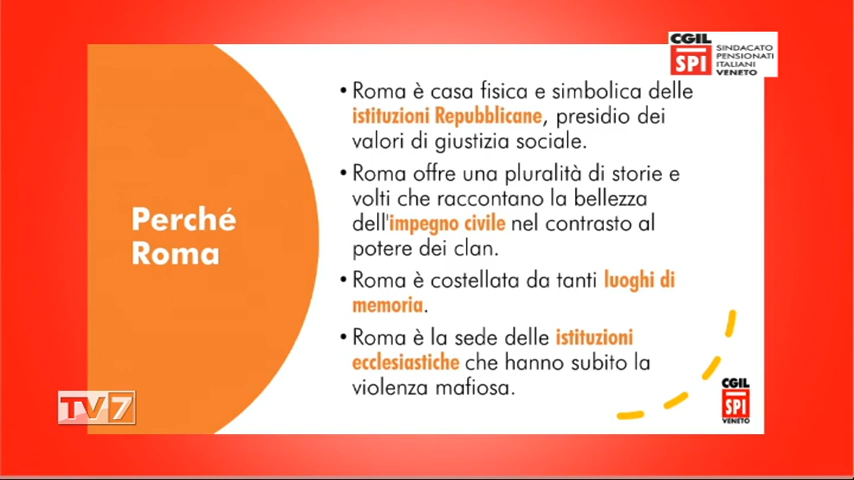 CGIL
SPI
SINDACATO
PENSIONATI
ITALIANI
VENETO
Perché
Roma
• Roma è casa fisica e simbolica delle
istituzioni Repubblicane, presidio dei
valori di giustizia sociale.
• Roma offre una pluralità di storie e
volti che raccontano la bellezza
dell'impegno civile nel contrasto al
potere dei clan.
• Roma è costellata da tanti luoghi di
memoria.
• Roma è la sede delle istituzioni
ecclesiastiche che hanno subito la
violenza mafiosa.
TV7
CGIL
SPI
VENETO